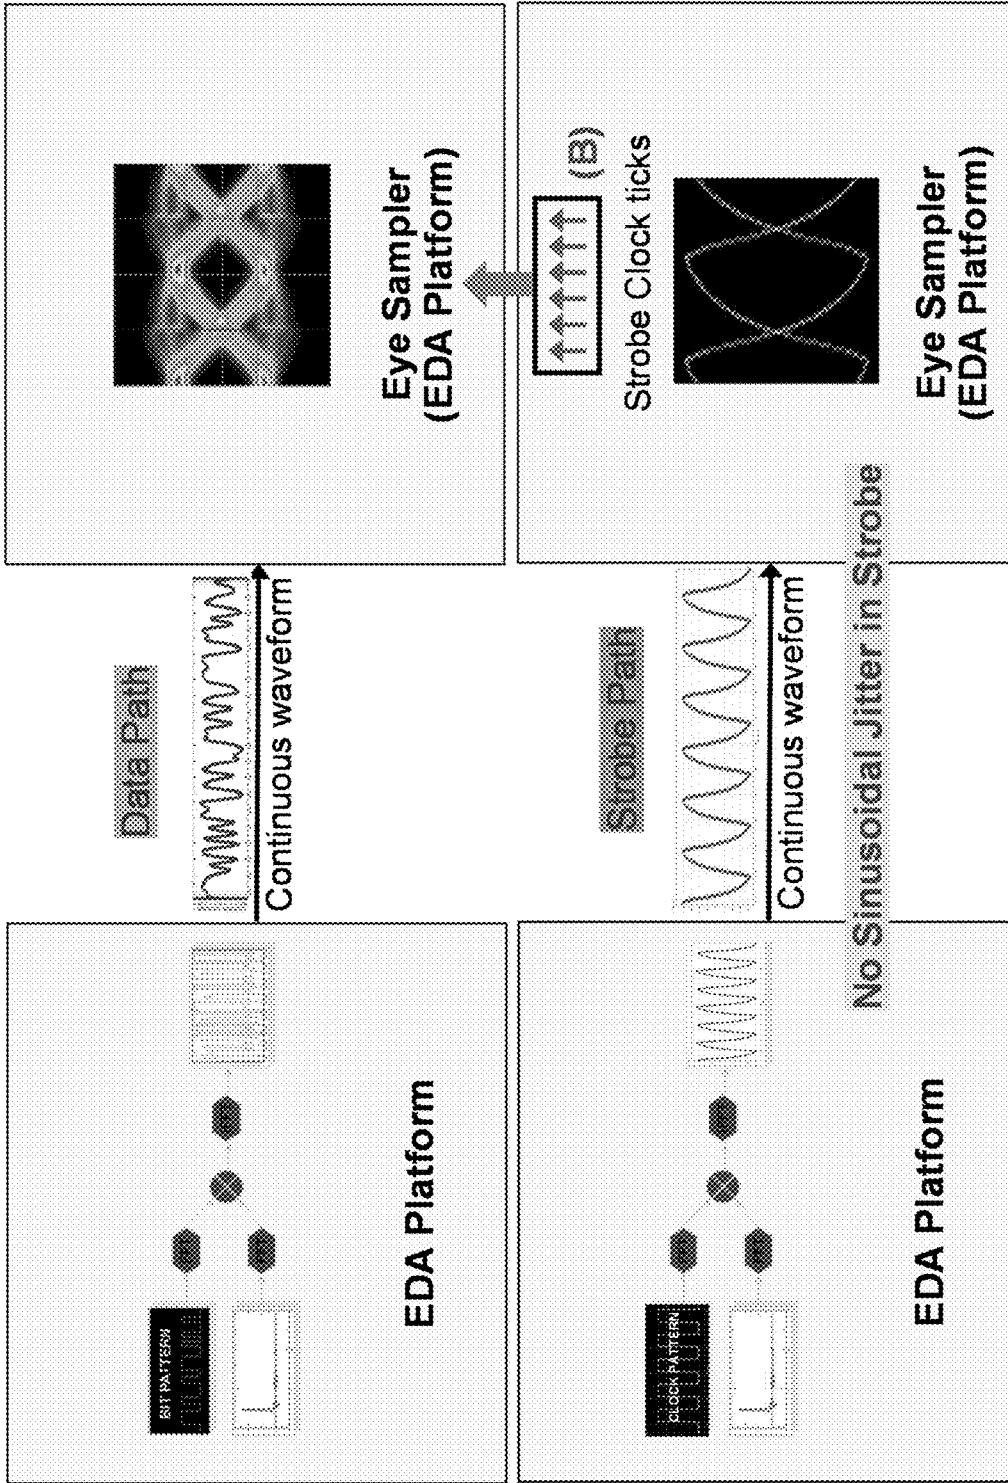 BIT PATTERN
EDA Platform
Data Path
Continuous waveform
Eye Sampler
(EDA Platform)
(B)
Strobe Clock ticks
CLOCK PATTERN
EDA Platform
Strobe Path
Continuous waveform
No Sinusoidal Jitter in Strobe
Eye Sampler
(EDA Platform)